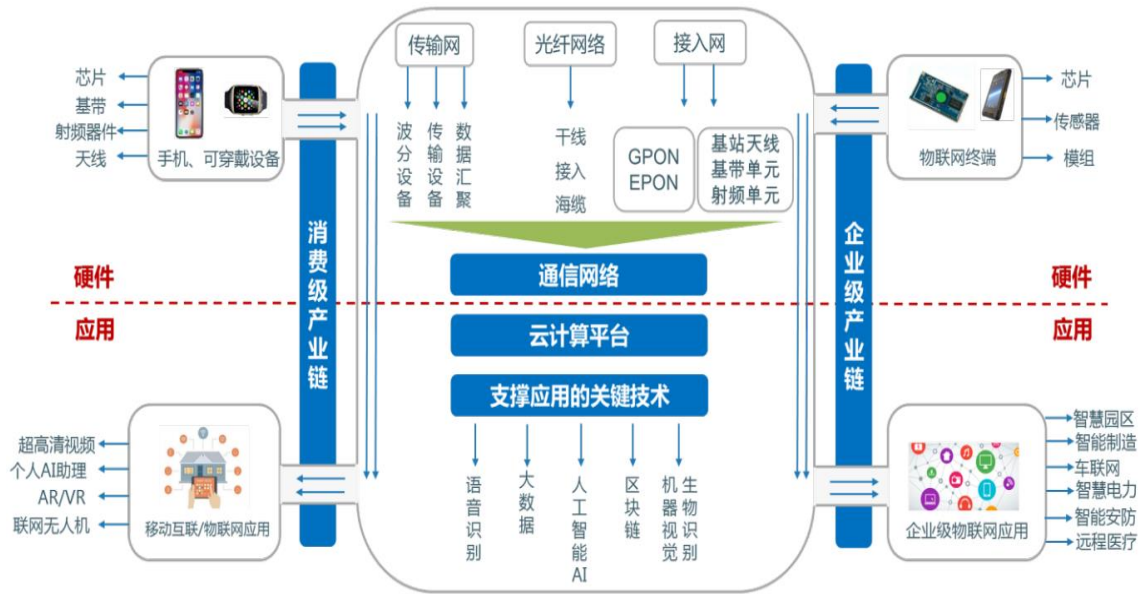 传输网
光纤网络
接入网
波分设备
传输设备
数据汇聚
干线
接入
海缆
GPON
EPON
基站天线
基带单元
射频单元
芯片
基带
射频器件
天线
手机、可穿戴设备
物联网终端
芯片
传感器
模组
消费级产业链
企业级产业链
硬件
硬件
通信网络
应用
应用
云计算平台
支撑应用的关键技术
语音识别
大数据
人工智能AI
区块链
机器视觉
生物识别
超高清视频
个人AI助理
AR/VR
联网无人机
移动互联/物联网应用
企业级物联网应用
智慧园区
智能制造
车联网
智慧电力
智能安防
远程医疗